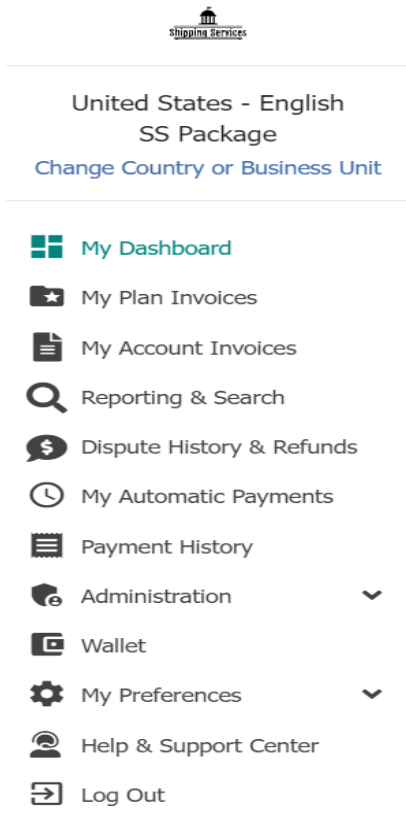 Shipping Services
United States - English
SS Package
Change Country or Business Unit
My Dashboard
My Plan Invoices
My Account Invoices
Reporting & Search
Dispute History & Refunds
My Automatic Payments
Payment History
Administration
Wallet
My Preferences
Help & Support Center
Log Out